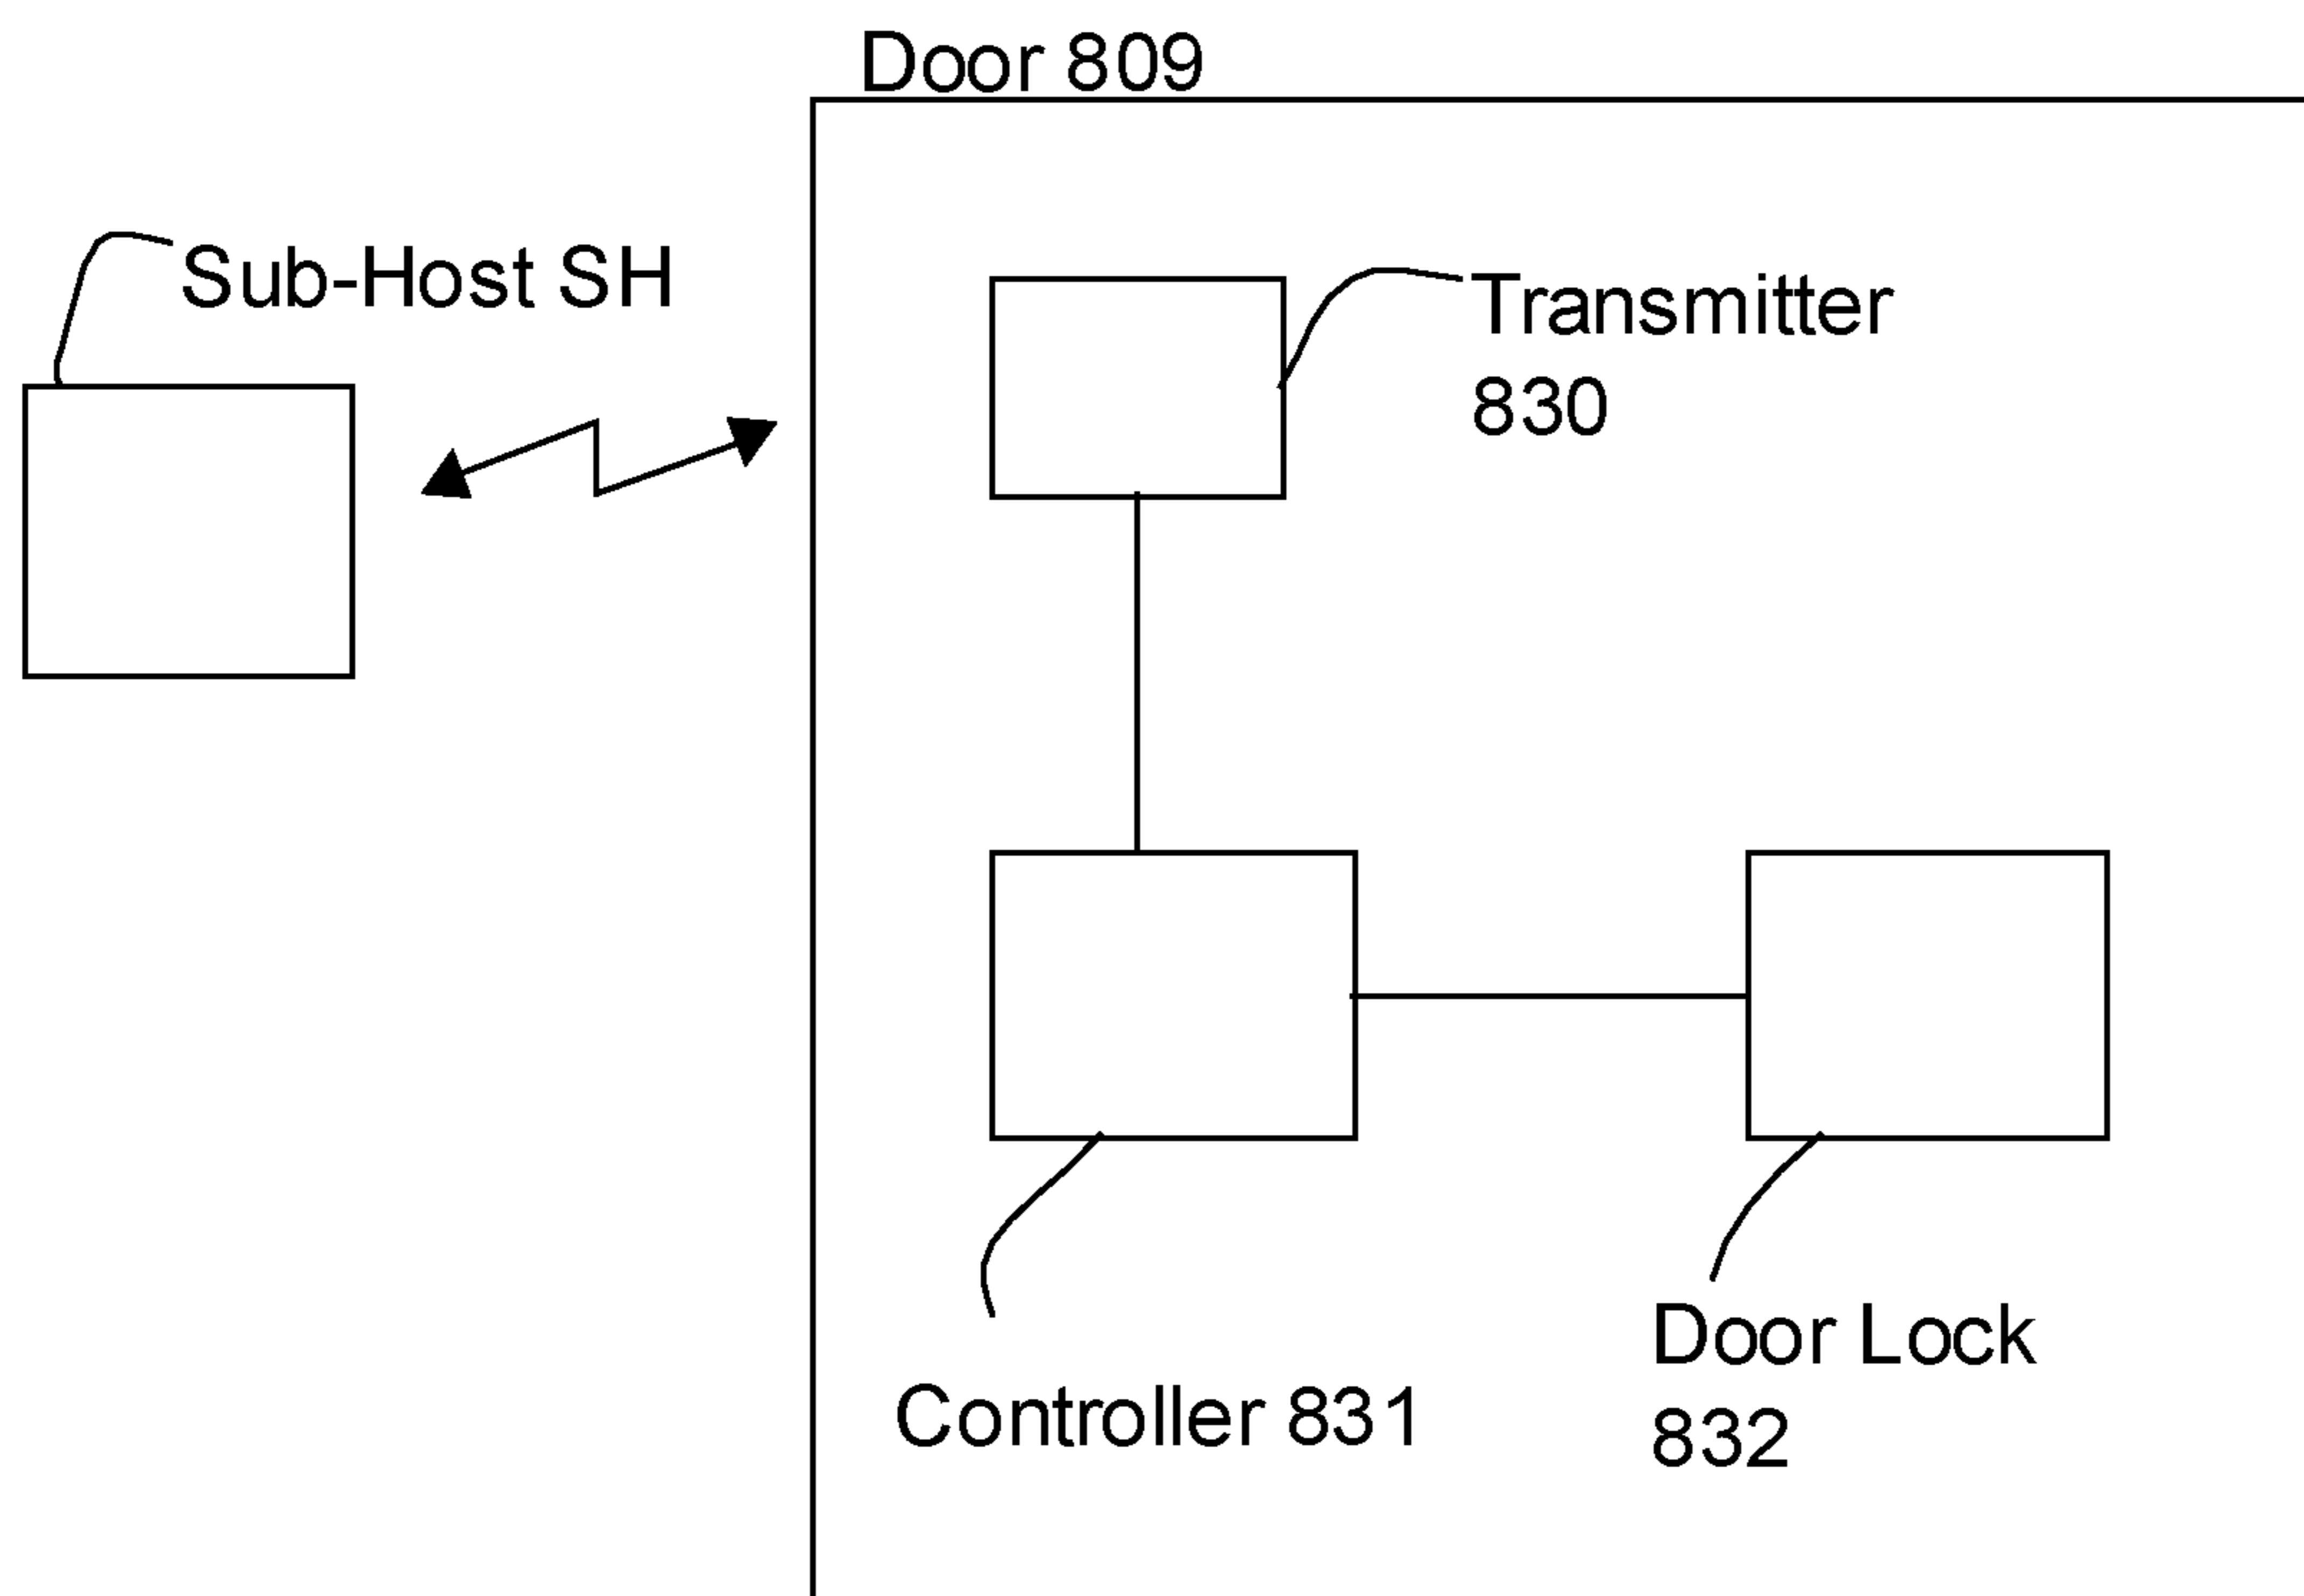 Door 809
Sub-Host SH
Transmitter
830
Door Lock
832
Controller 831